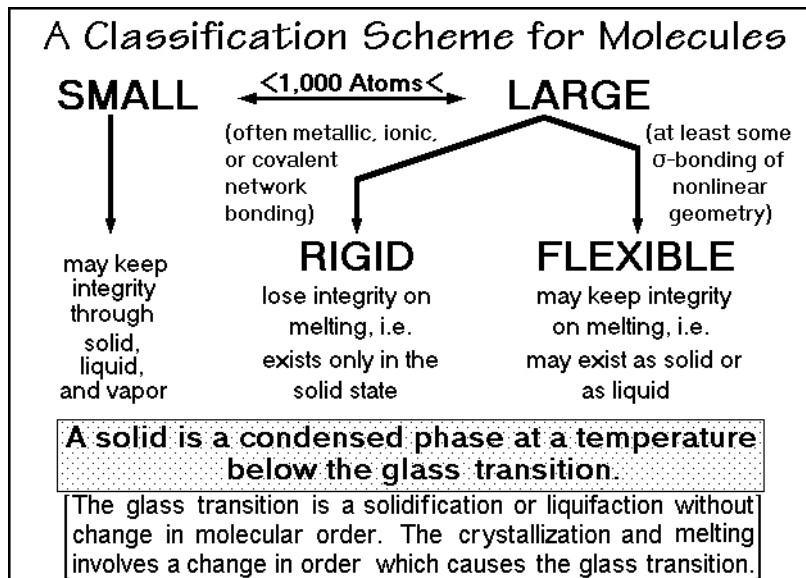 A Classification Scheme for Molecules
SMALL
<1,000 Atoms<
LARGE
(often metallic, ionic,
or covalent
network
bonding)
(at least some
σ-bonding of
nonlinear
geometry)
may keep
integrity
through
solid,
liquid,
and vapor
RIGID
lose integrity on
melting, i.e.
exists only in the
solid state
FLEXIBLE
may keep integrity
on melting, i.e.
may exist as solid or
as liquid
A solid is a condensed phase at a temperature
below the glass transition.
The glass transition is a solidification or liquifaction without
change in molecular order. The crystallization and melting
involves a change in order which causes the glass transition.